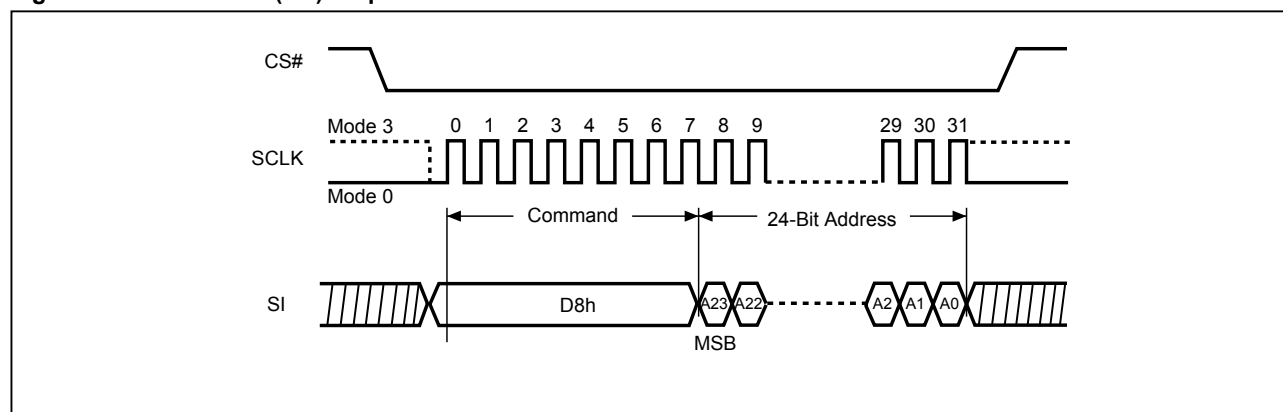 CS#
Mode 3 0 1 2 3 4 5 6 7 8 9 29 30 31
SCLK
Mode 0
Command 24-Bit Address
SI D8h A23 A22 A2 A1 A0
MSB